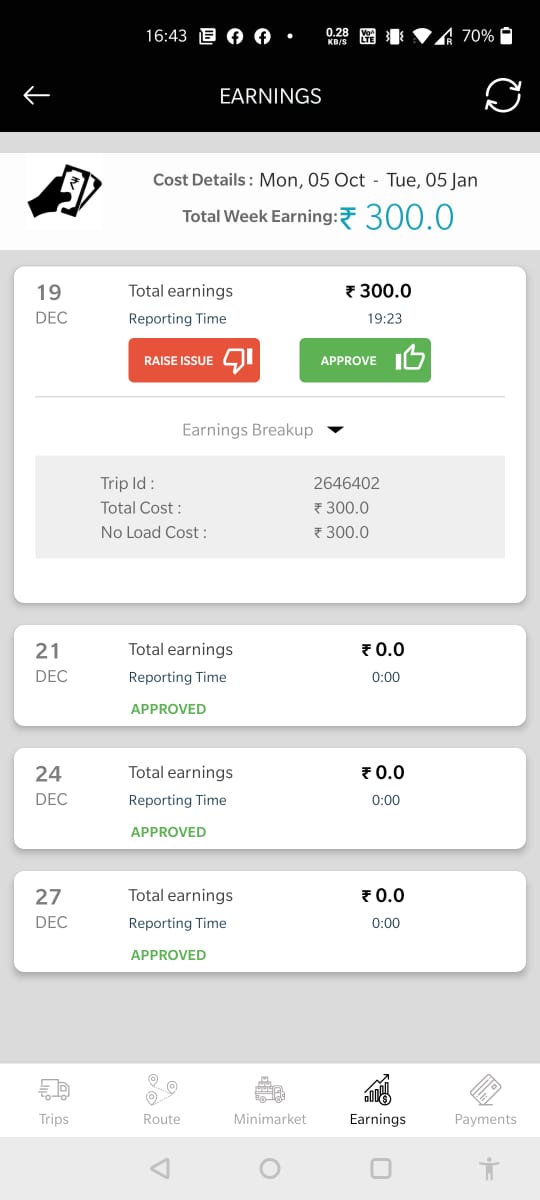 16:43 0.28 KB/S VoLTE R 70%
EARNINGS
Cost Details : Mon, 05 Oct - Tue, 05 Jan
Total Week Earning:₹ 300.0
19 Total earnings ₹ 300.0
DEC Reporting Time 19:23
RAISE ISSUE APPROVE
Earnings Breakup
Trip Id : 2646402
Total Cost : ₹ 300.0
No Load Cost : ₹ 300.0
21 Total earnings ₹ 0.0
DEC Reporting Time 0:00
APPROVED
24 Total earnings ₹ 0.0
DEC Reporting Time 0:00
APPROVED
27 Total earnings ₹ 0.0
DEC Reporting Time 0:00
APPROVED
Trips Route Minimarket Earnings Payments